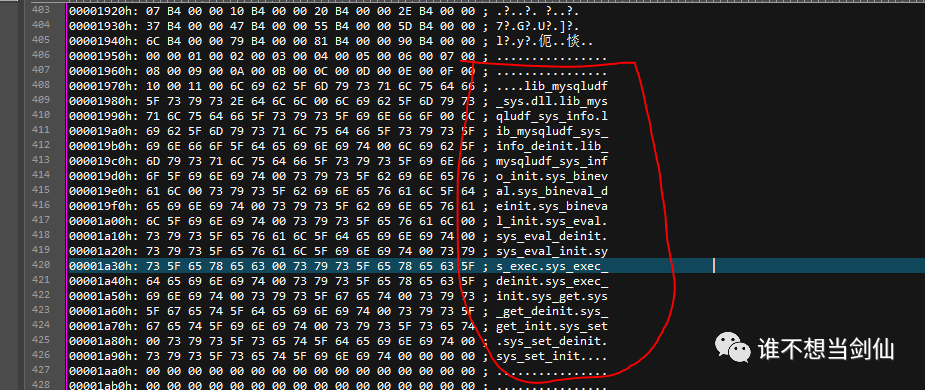 403 00001920h: 07 B4 00 00 10 B4 00 00 20 B4 00 00 2E B4 00 00 ; .?..?. ?..?.
404 00001930h: 37 B4 00 00 47 B4 00 00 55 B4 00 00 5D B4 00 00 ; 7?.G?.U?.]?.
405 00001940h: 6C B4 00 00 79 B4 00 00 81 B4 00 00 90 B4 00 00 ; l?.y?.伌..惔..
406 00001950h: 00 00 01 00 02 00 03 00 04 00 05 00 06 00 07 00 ; ................
407 00001960h: 08 00 09 00 0A 00 0B 00 0C 00 0D 00 0E 00 0F 00 ; ................
408 00001970h: 10 00 11 00 6C 69 62 5F 6D 79 73 71 6C 75 64 66 ; ....lib_mysqludf
409 00001980h: 5F 73 79 73 2E 64 6C 6C 00 6C 69 62 5F 6D 79 73 ; _sys.dll.lib_mys
410 00001990h: 71 6C 75 64 66 5F 73 79 73 5F 69 6E 66 6F 00 6C ; qludf_sys_info.l
411 000019a0h: 69 62 5F 6D 79 73 71 6C 75 64 66 5F 73 79 73 5F ; ib_mysqludf_sys_
412 000019b0h: 69 6E 66 6F 5F 64 65 69 6E 69 74 00 6C 69 62 5F ; info_deinit.lib_
413 000019c0h: 6D 79 73 71 6C 75 64 66 5F 73 79 73 5F 69 6E 66 ; mysqludf_sys_inf
414 000019d0h: 6F 5F 69 6E 69 74 00 73 79 73 5F 62 69 6E 65 76 ; o_init.sys_binev
415 000019e0h: 61 6C 00 73 79 73 5F 62 69 6E 65 76 61 6C 5F 64 ; al.sys_bineval_d
416 000019f0h: 65 69 6E 69 74 00 73 79 73 5F 62 69 6E 65 76 61 ; einit.sys_bineva
417 00001a00h: 6C 5F 69 6E 69 74 00 73 79 73 5F 65 76 61 6C 00 ; l_init.sys_eval.
418 00001a10h: 73 79 73 5F 65 76 61 6C 5F 64 65 69 6E 69 74 00 ; sys_eval_deinit.
419 00001a20h: 73 79 73 5F 65 76 61 6C 5F 69 6E 69 74 00 73 79 ; sys_eval_init.sy
420 00001a30h: 73 5F 65 78 65 63 00 73 79 73 5F 65 78 65 63 5F ; s_exec.sys_exec_
421 00001a40h: 64 65 69 6E 69 74 00 73 79 73 5F 65 78 65 63 5F ; deinit.sys_exec_
422 00001a50h: 69 6E 69 74 00 73 79 73 5F 67 65 74 00 73 79 73 ; init.sys_get.sys
423 00001a60h: 5F 67 65 74 5F 64 65 69 6E 69 74 00 73 79 73 5F ; _get_deinit.sys_
424 00001a70h: 67 65 74 5F 69 6E 69 74 00 73 79 73 5F 73 65 74 ; get_init.sys_set
425 00001a80h: 00 73 79 73 5F 73 65 74 5F 64 65 69 6E 69 74 00 ; .sys_set_deinit.
426 00001a90h: 73 79 73 5F 73 65 74 5F 69 6E 69 74 00 00 00 00 ; sys_set_init....
427 00001aa0h: 00 00 00 00 00 00 00 00 00 00 00 00 00 00 00 00 ; ................
428 00001ab0h: 00 00 00 00 00 00 00 00 00 00 00 00 00 00 00 00 ; ................
谁不想当剑仙